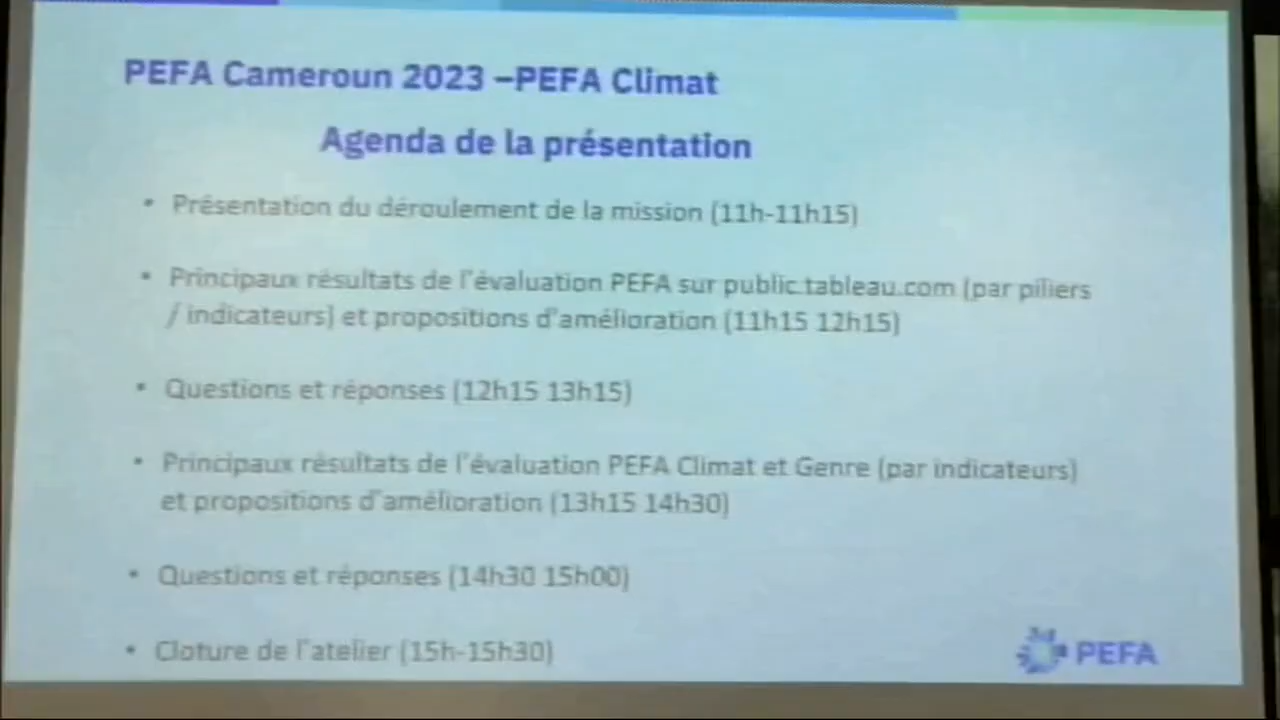 PEFA Cameroun 2023 –PEFA Climat
Agenda de la présentation
• Présentation du déroulement de la mission (11h-11h15)
• Principaux résultats de l'évaluation PEFA sur public.tableau.com (par piliers
/ indicateurs) et propositions d'amélioration (11h15 12h15)
• Questions et réponses (12h15 13h15)
• Principaux résultats de l'évaluation PEFA Climat et Genre (par indicateurs)
et propositions d'amélioration (13h15 14h30)
• Questions et réponses (14h30 15h00)
• Cloture de l'atelier (15h-15h30)
PEFA